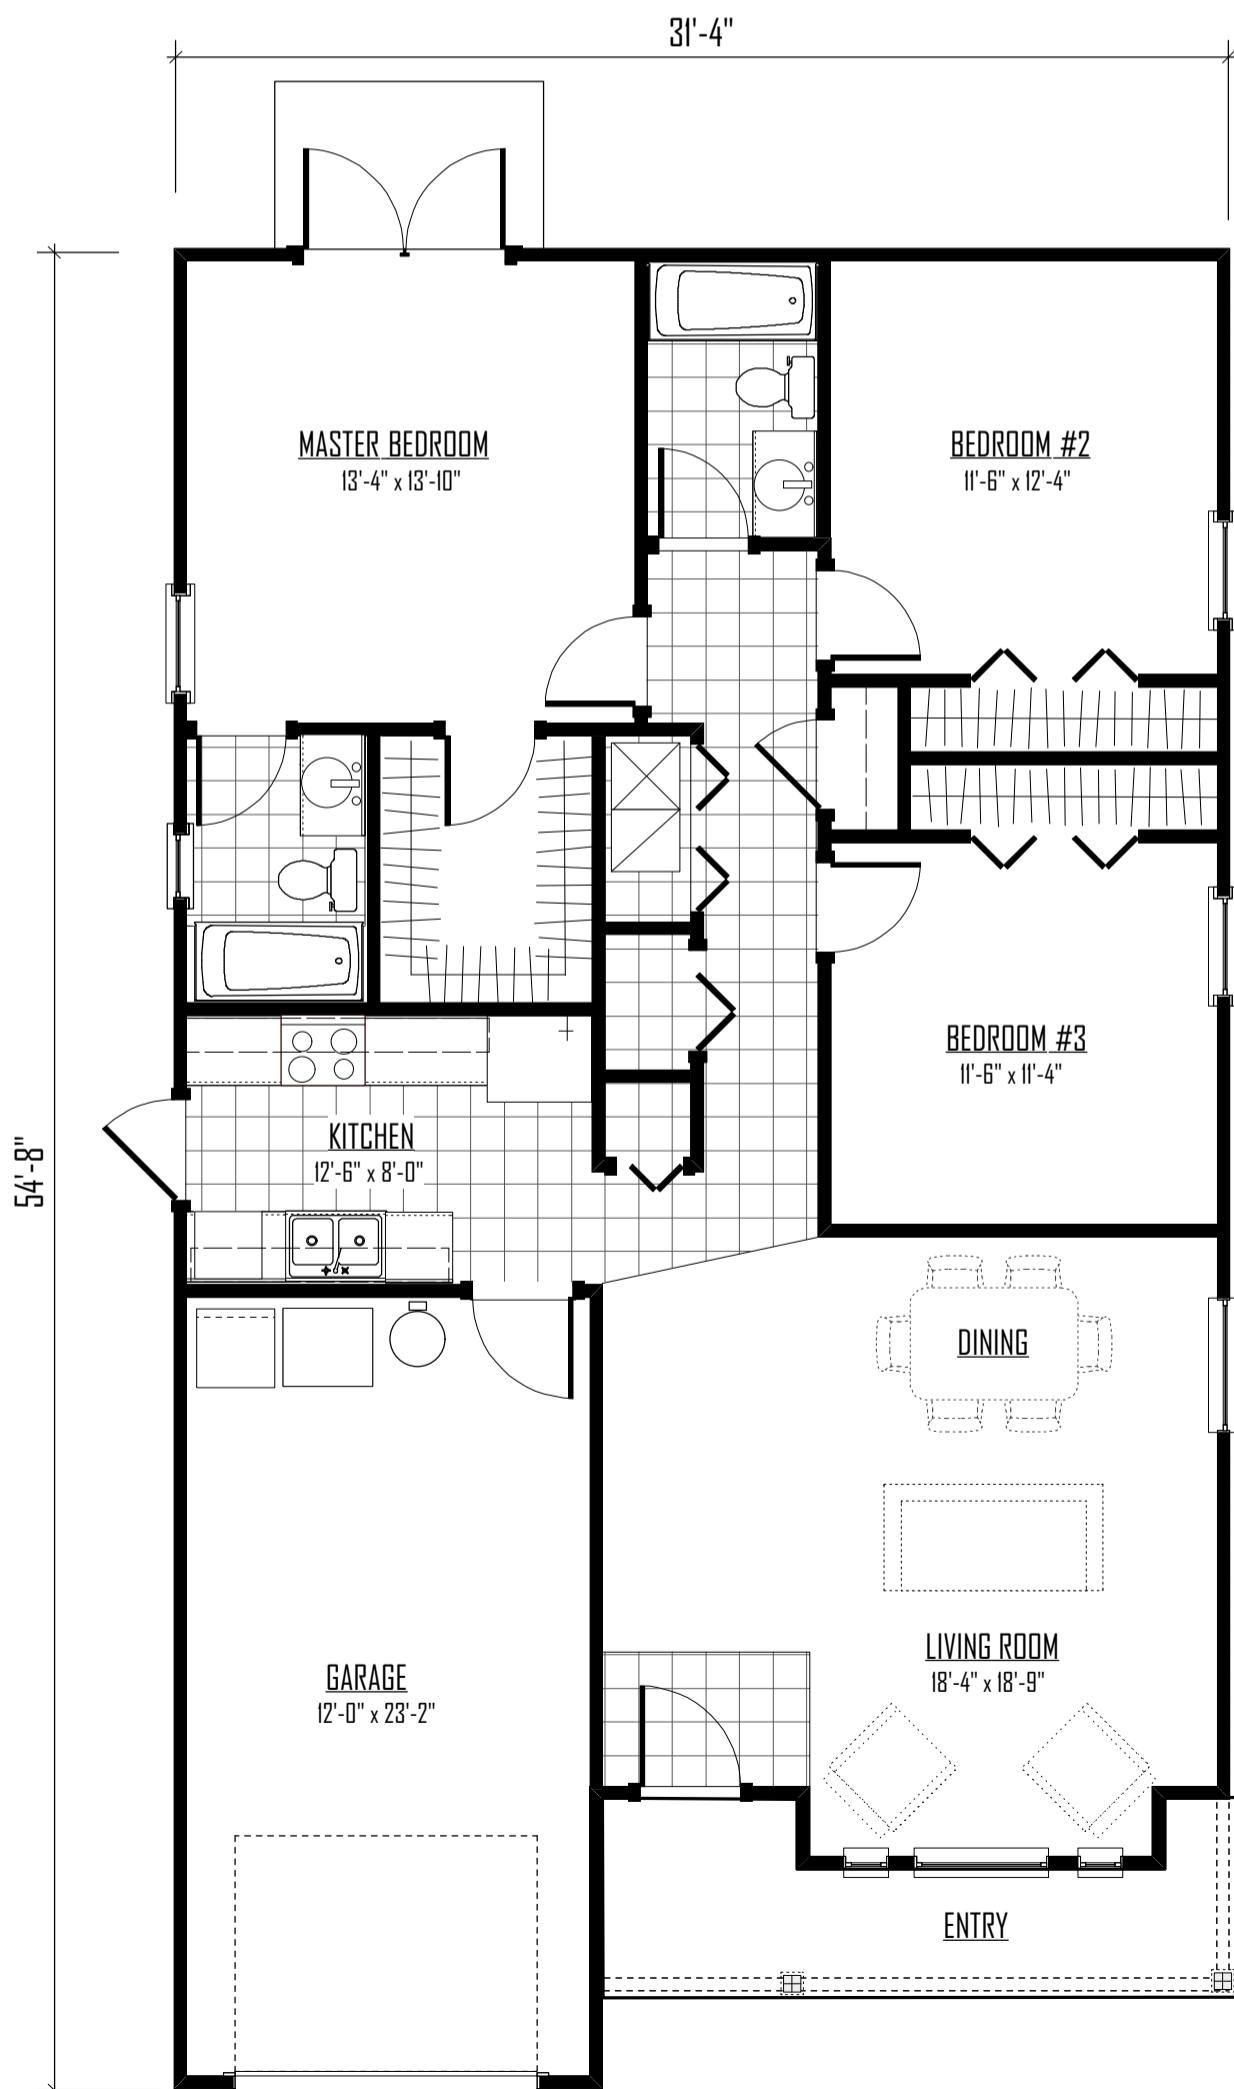 31'-4"
MASTER BEDROOM
13'-4" x 13'-10"
BEDROOM #2
11'-6" x 12'-4"
BEDROOM #3
11'-6" x 11'-4"
54'-8"
KITCHEN
12'-6" x 8'-0"
DINING
LIVING ROOM
18'-4" x 18'-9"
GARAGE
12'-0" x 23'-2"
ENTRY